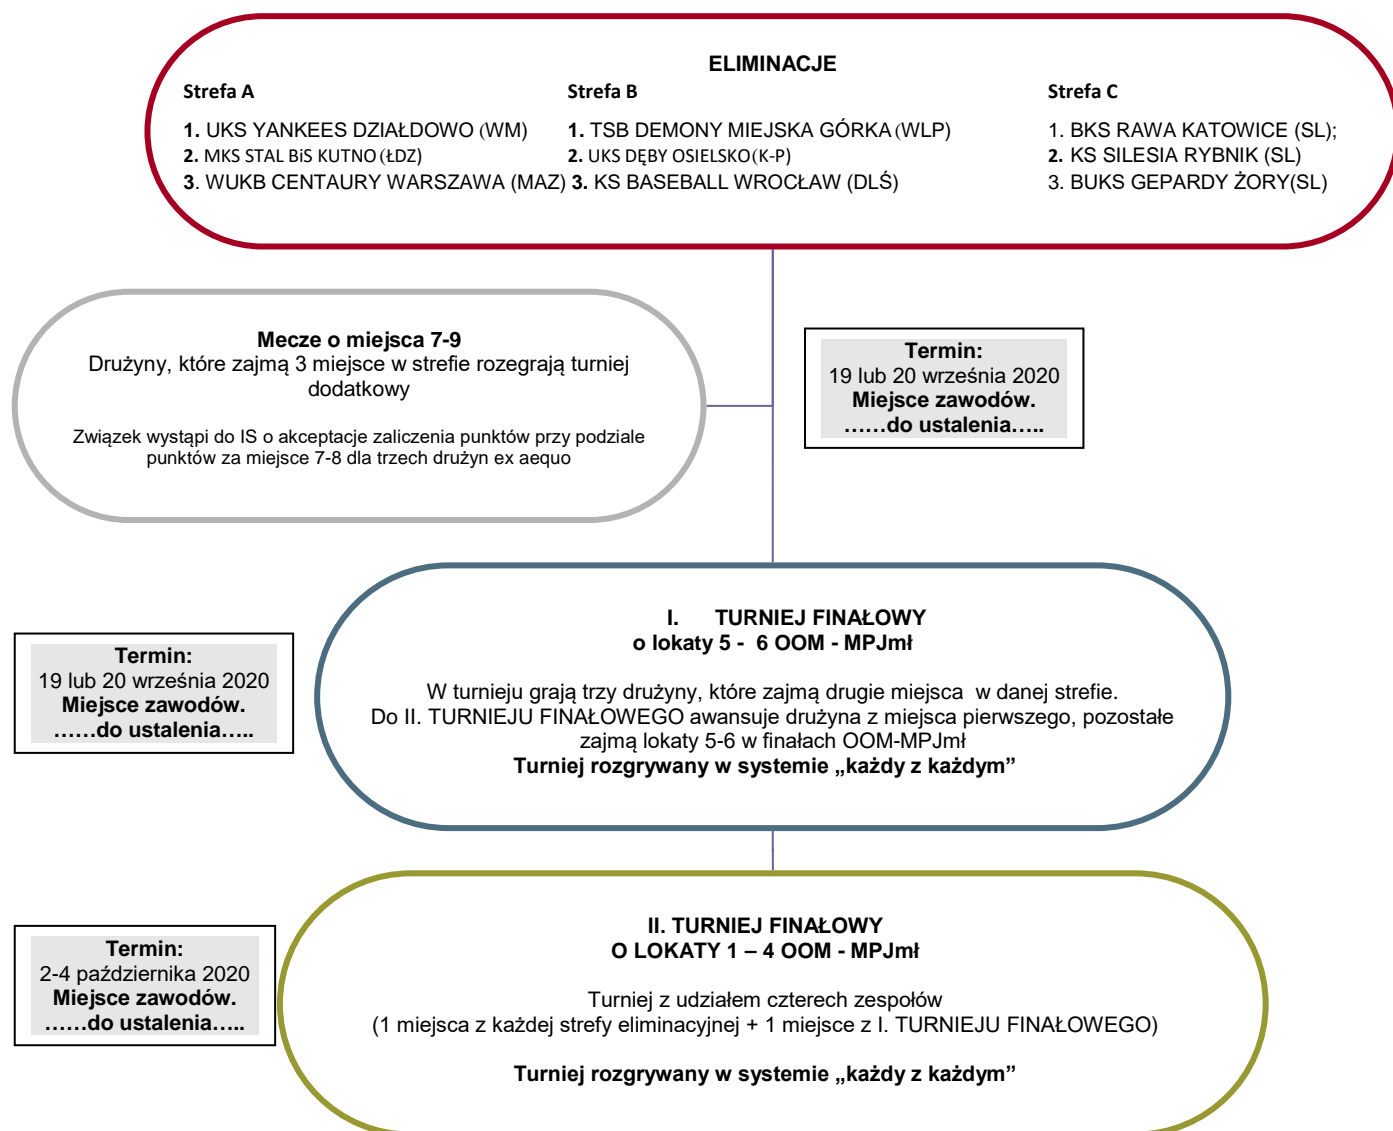 ELIMINACJE
Strefa A
1. UKS YANKEES DZIAŁDOWO (WM)
2. MKS STAL BiS KUTNO (ŁDZ)
3. WUKB CENTAURY WARSZAWA (MAZ)
Strefa B
1. TSB DEMONY MIEJSKA GÓRKA (WLP)
2. UKS DĘBY OSIELSKO(K-P)
3. KS BASEBALL WROCŁAW (DLŚ)
Strefa C
1. BKS RAWA KATOWICE (SL);
2. KS SILESIA RYBNIK (SL)
3. BUKS GEPARDY ŻORY(SL)
Mecze o miejsca 7-9
Drużyny, które zajmą 3 miejsce w strefie rozegrają turniej
dodatkowy
Związek wystąpi do IS o akceptacje zaliczenia punktów przy podziale
punktów za miejsce 7-8 dla trzech drużyn ex aequo
Termin:
19 lub 20 września 2020
Miejsce zawodów.
……do ustalenia…..
I. TURNIEJ FINAŁOWY
o lokaty 5 - 6 OOM - MPJmł
W turnieju grają trzy drużyny, które zajmą drugie miejsca w danej strefie.
Do II. TURNIEJU FINAŁOWEGO awansuje drużyna z miejsca pierwszego, pozostałe
zajmą lokaty 5-6 w finałach OOM-MPJmł
Turniej rozgrywany w systemie „każdy z każdym”
Termin:
19 lub 20 września 2020
Miejsce zawodów.
……do ustalenia…..
II. TURNIEJ FINAŁOWY
O LOKATY 1 – 4 OOM - MPJmł
Turniej z udziałem czterech zespołów
(1 miejsca z każdej strefy eliminacyjnej + 1 miejsce z I. TURNIEJU FINAŁOWEGO)
Turniej rozgrywany w systemie „każdy z każdym”
Termin:
2-4 października 2020
Miejsce zawodów.
……do ustalenia…..